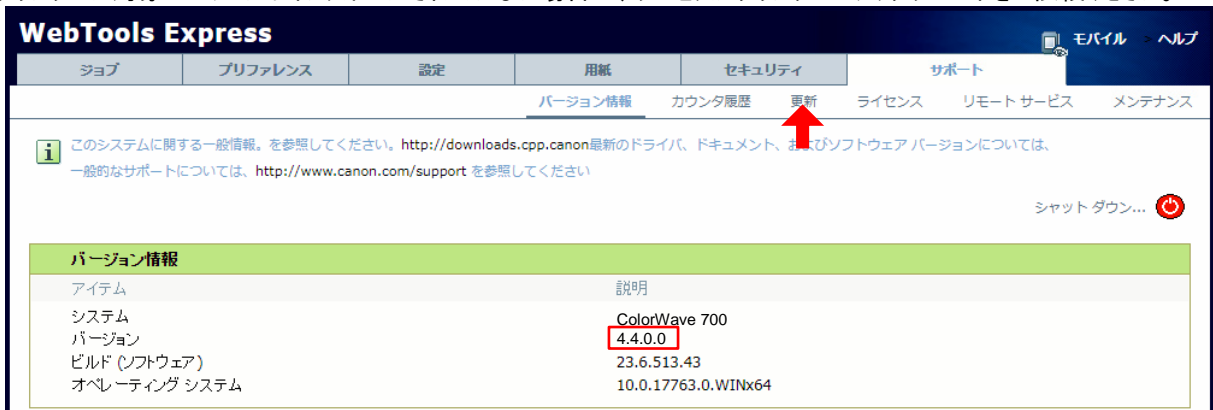 WebTools Express
モバイル ヘルプ
ジョブ プリファレンス 設定 用紙 セキュリティ サポート
バージョン情報 カウンタ履歴 更新 ライセンス リモート サービス メンテナンス
このシステムに関する一般情報。を参照してください。http://downloads.cpp.canon最新のドライバ、ドキュメント、およびソフトウェア バージョンについては、
一般的なサポートについては、http://www.canon.com/support を参照してください
シャット ダウン...
バージョン情報
アイテム 説明
システム ColorWave 700
バージョン 4.4.0.0
ビルド (ソフトウェア) 23.6.513.43
オペレーティング システム 10.0.17763.0.WINx64